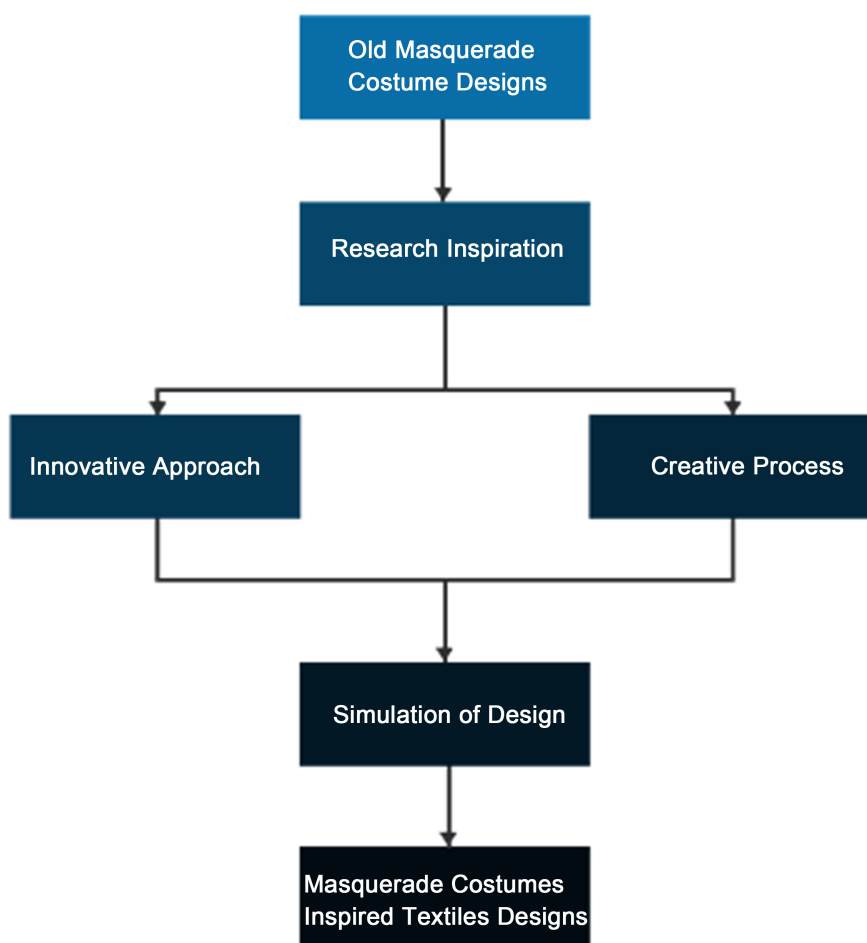 Old Masquerade
Costume Designs
Research Inspiration
Innovative Approach
Creative Process
Simulation of Design
Masquerade Costumes
Inspired Textiles Designs